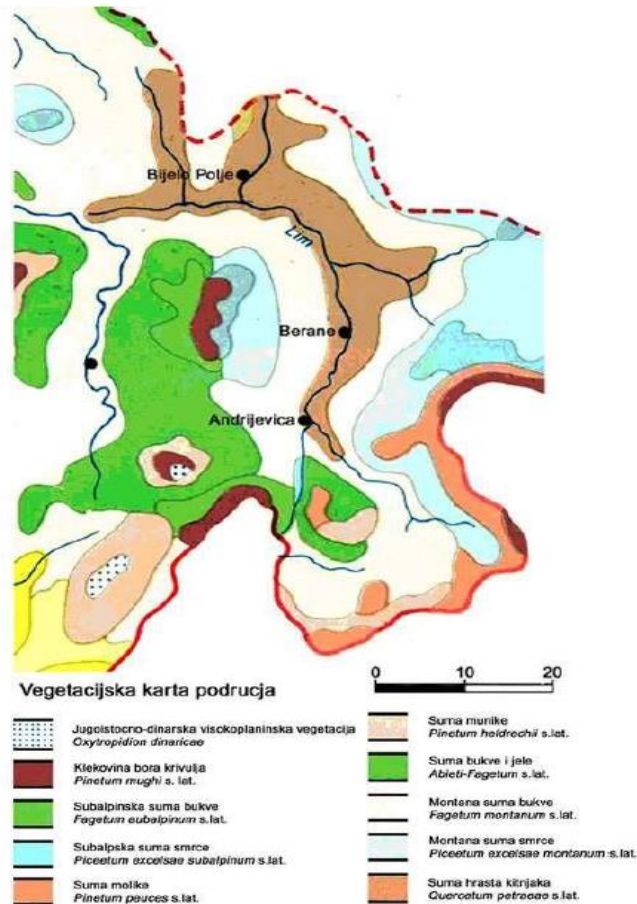 Bijelo Polje
Lim
Berane
Andrijevica
Vegetacijska karta podrucja
0 10 20
Jugoistocno-dinarska visokoplaninska vegetacija
Oxytropidion dinaricae
Klekovina bora krivulja
Pinetum mughi s. lat.
Subalpinska suma bukve
Fagetum subalpinum s.lat.
Subalpska suma smrce
Piceetum excelsae subalpinum s.lat.
Suma molike
Pinetum peuces s.lat.
Suma munike
Pinetum heldrechii s.lat.
Suma bukve i jele
Abieti-Fagetum s.lat.
Montana suma bukve
Fagetum montanum s.lat.
Montana suma smrce
Piceetum excelsae montanum s.lat.
Suma hrasta kitnjaka
Quercetum petraeae s.lat.